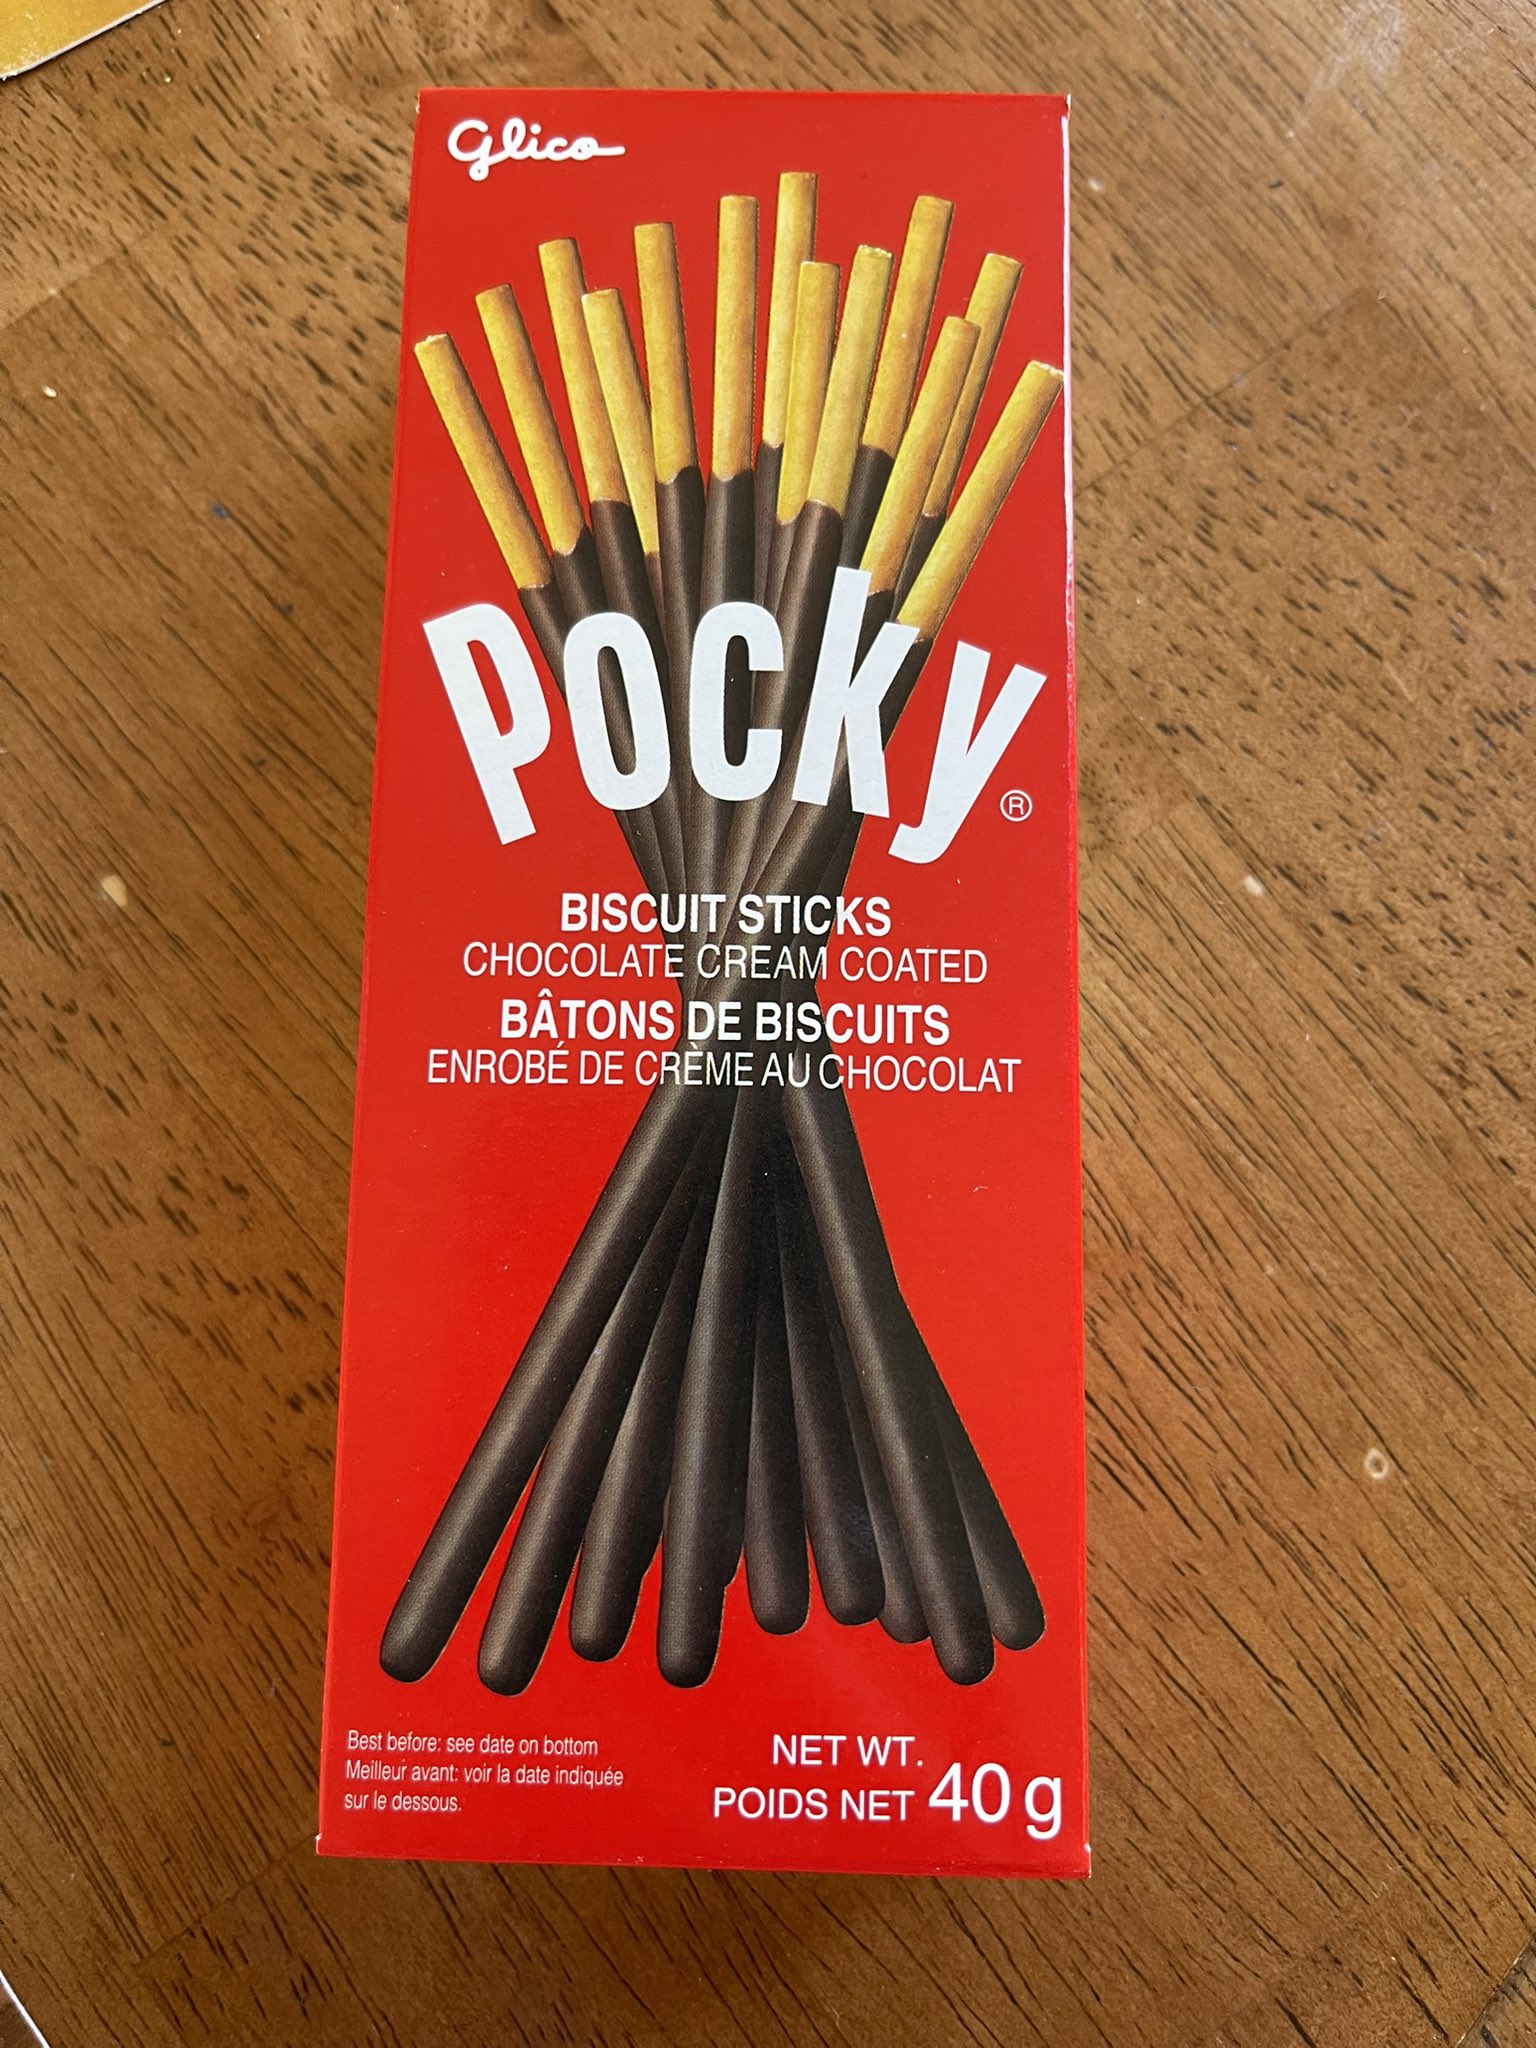 Glico
Pocky®
BISCUIT STICKS
CHOCOLATE CREAM COATED
BÂTONS DE BISCUITS
ENROBÉ DE CRÈME AU CHOCOLAT
Best before: see date on bottom
Meilleur avant: voir la date indiquée
sur le dessous.
NET WT.
POIDS NET 40 g